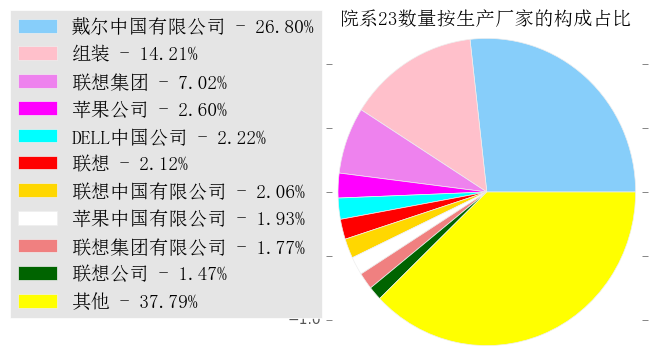 院系23数量按生产厂家的构成占比
戴尔中国有限公司 - 26.80%
组装 - 14.21%
联想集团 - 7.02%
苹果公司 - 2.60%
DELL中国公司 - 2.22%
联想 - 2.12%
联想中国有限公司 - 2.06%
苹果中国有限公司 - 1.93%
联想集团有限公司 - 1.77%
联想公司 - 1.47%
其他 - 37.79%